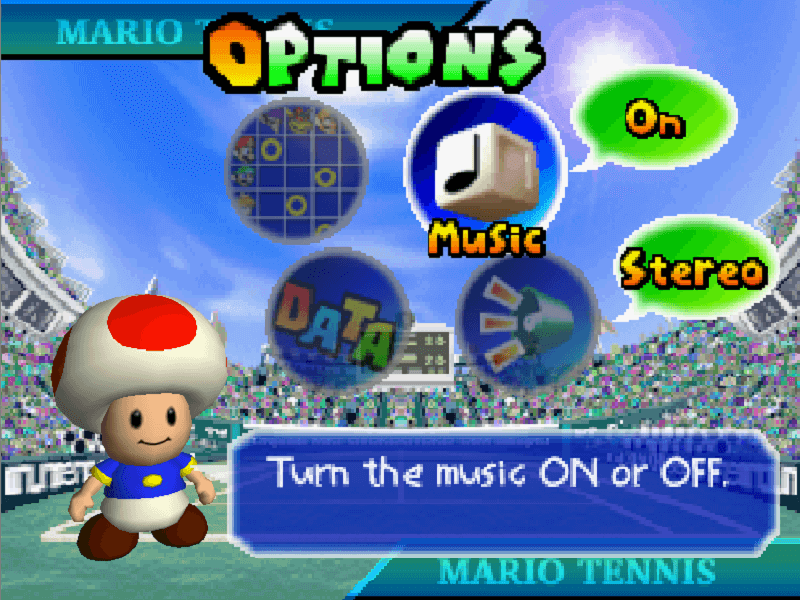 MARIO TENNIS
OPTIONS
On
Music
Stereo
DATA
Turn the music ON or OFF.
MARIO TENNIS